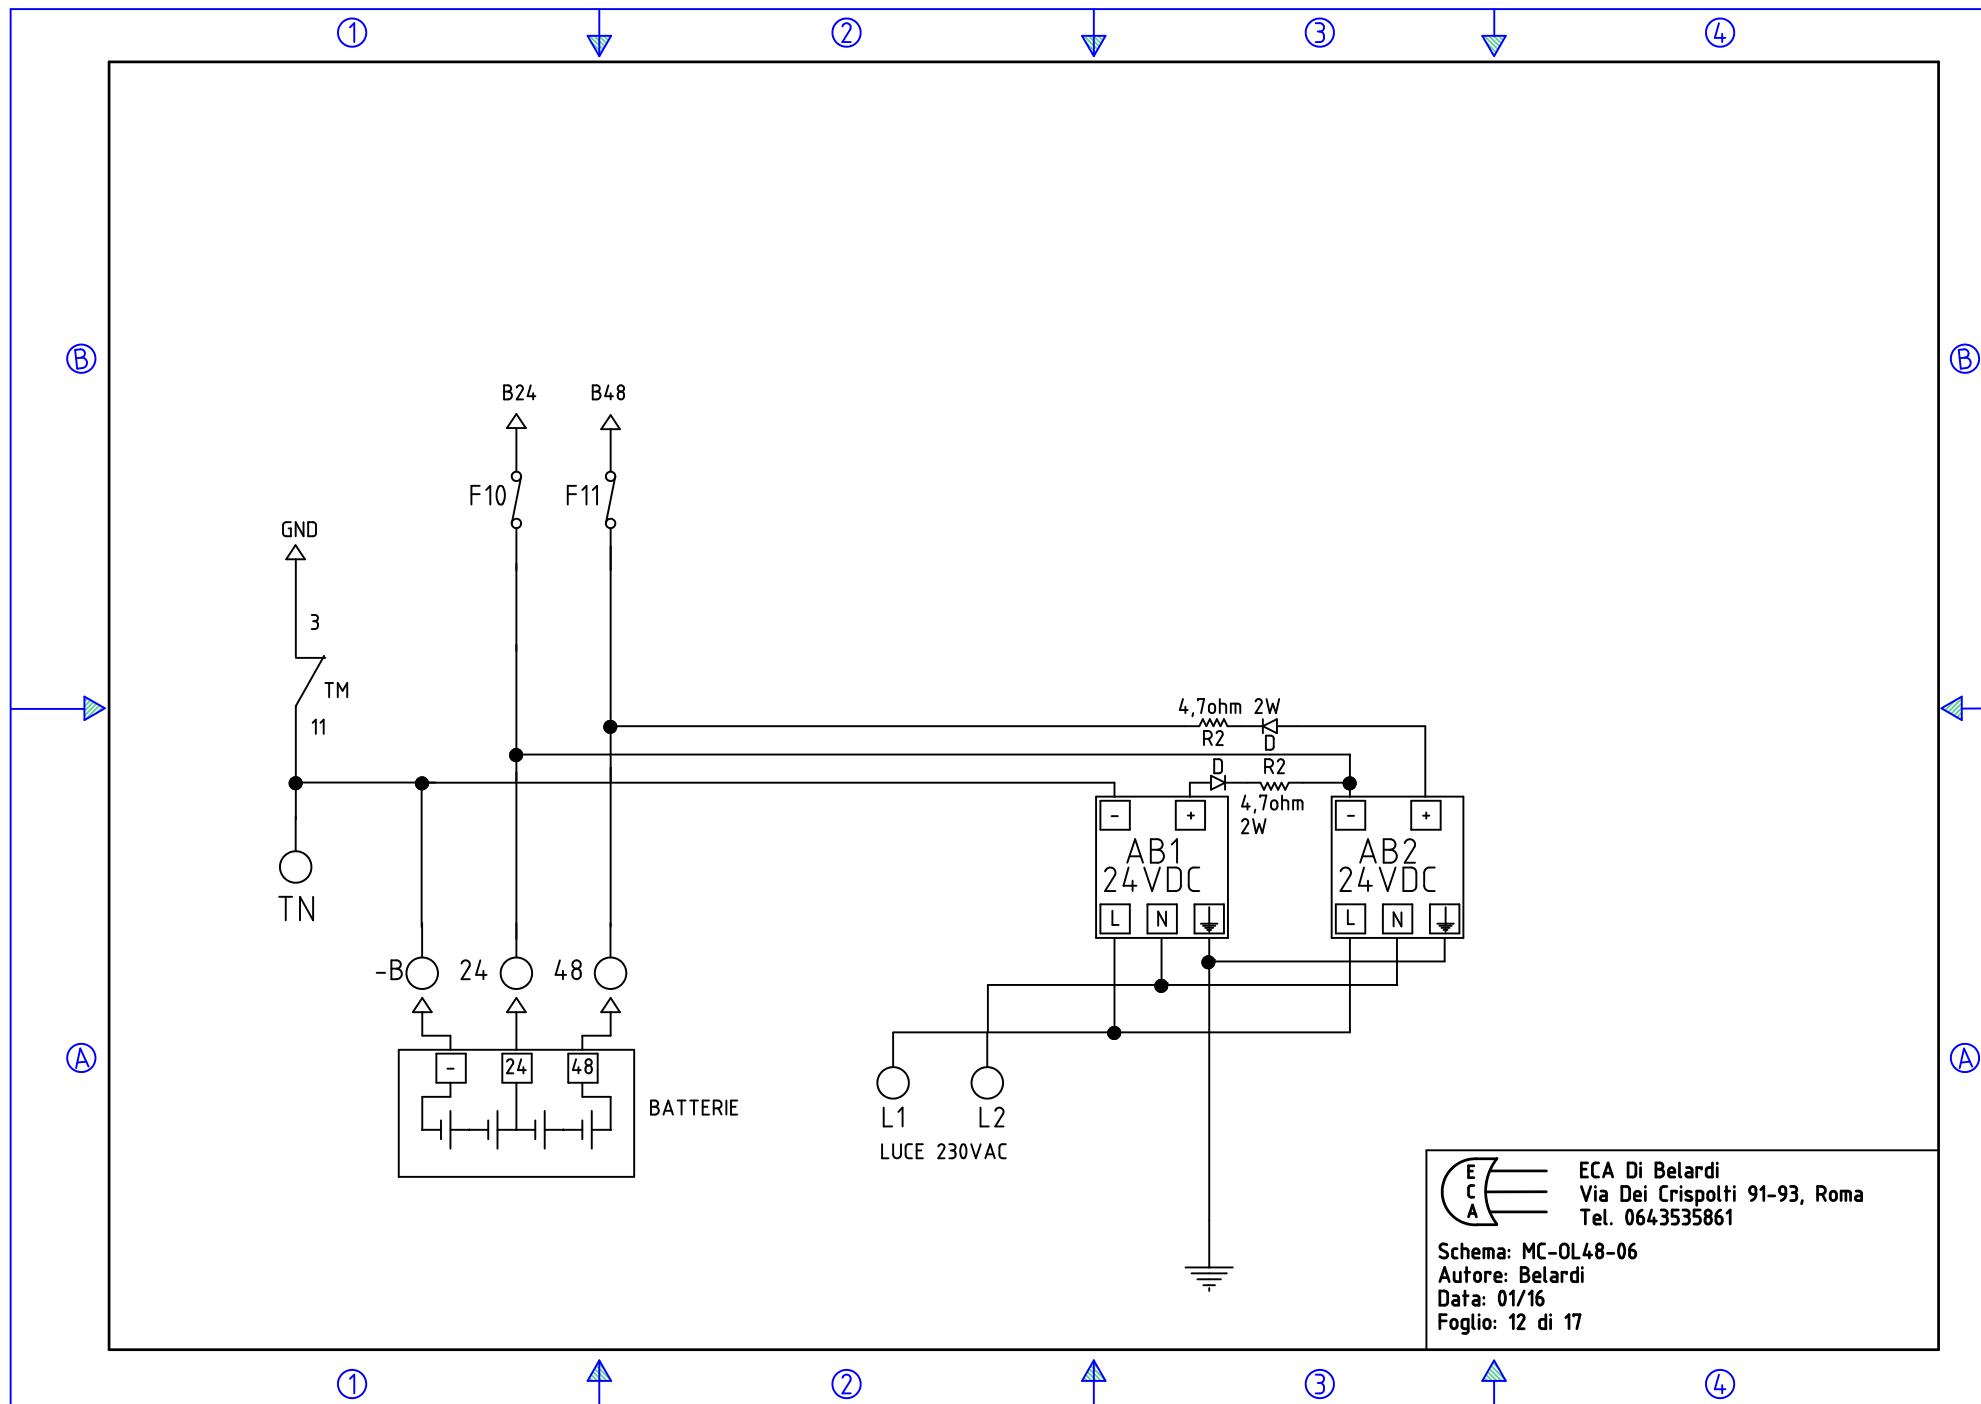 1 2 3 4
B B
B24 B48
F10 F11
GND
3
TM
11
4,7ohm 2W
R2 D
D R2
4,7ohm
2W
TN
- + - +
AB1 AB2
24VDC 24VDC
L N L N
-B 24 48
A A
- 24 48
BATTERIE
L1 L2
LUCE 230VAC
E
C
A
ECA Di Belardi
Via Dei Crispolti 91-93, Roma
Tel. 0643535861
Schema: MC-OL48-06
Autore: Belardi
Data: 01/16
Foglio: 12 di 17
1 2 3 4